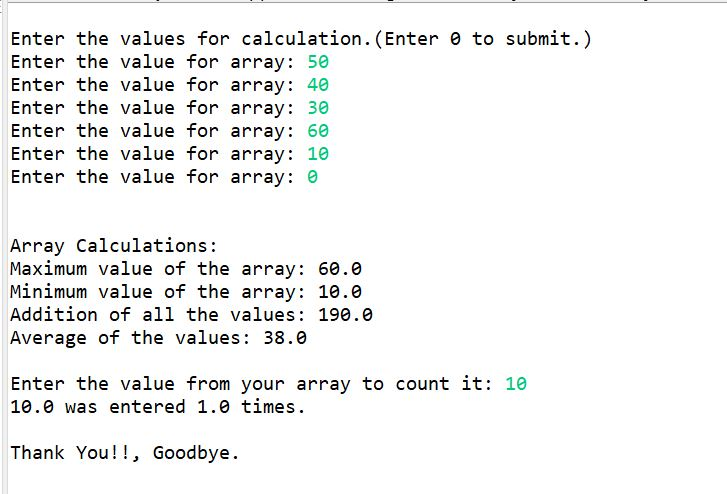 Enter the values for calculation.(Enter 0 to submit.)
Enter the value for array: 50
Enter the value for array: 40
Enter the value for array: 30
Enter the value for array: 60
Enter the value for array: 10
Enter the value for array: 0
Array Calculations:
Maximum value of the array: 60.0
Minimum value of the array: 10.0
Addition of all the values: 190.0
Average of the values: 38.0
Enter the value from your array to count it: 10
10.0 was entered 1.0 times.
Thank You!!, Goodbye.